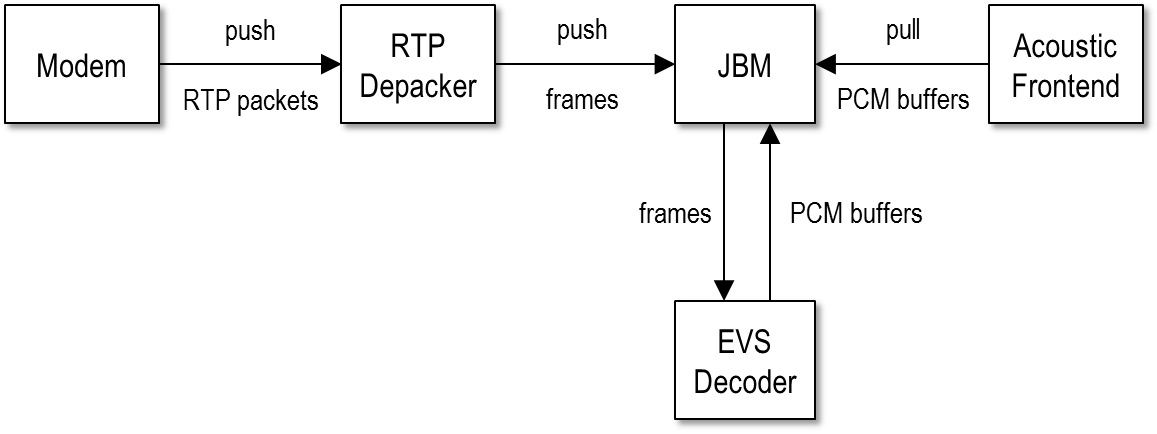 Modem
push
RTP packets
RTP
Depacker
push
frames
JBM
pull
PCM buffers
Acoustic
Frontend
frames
PCM buffers
EVS
Decoder